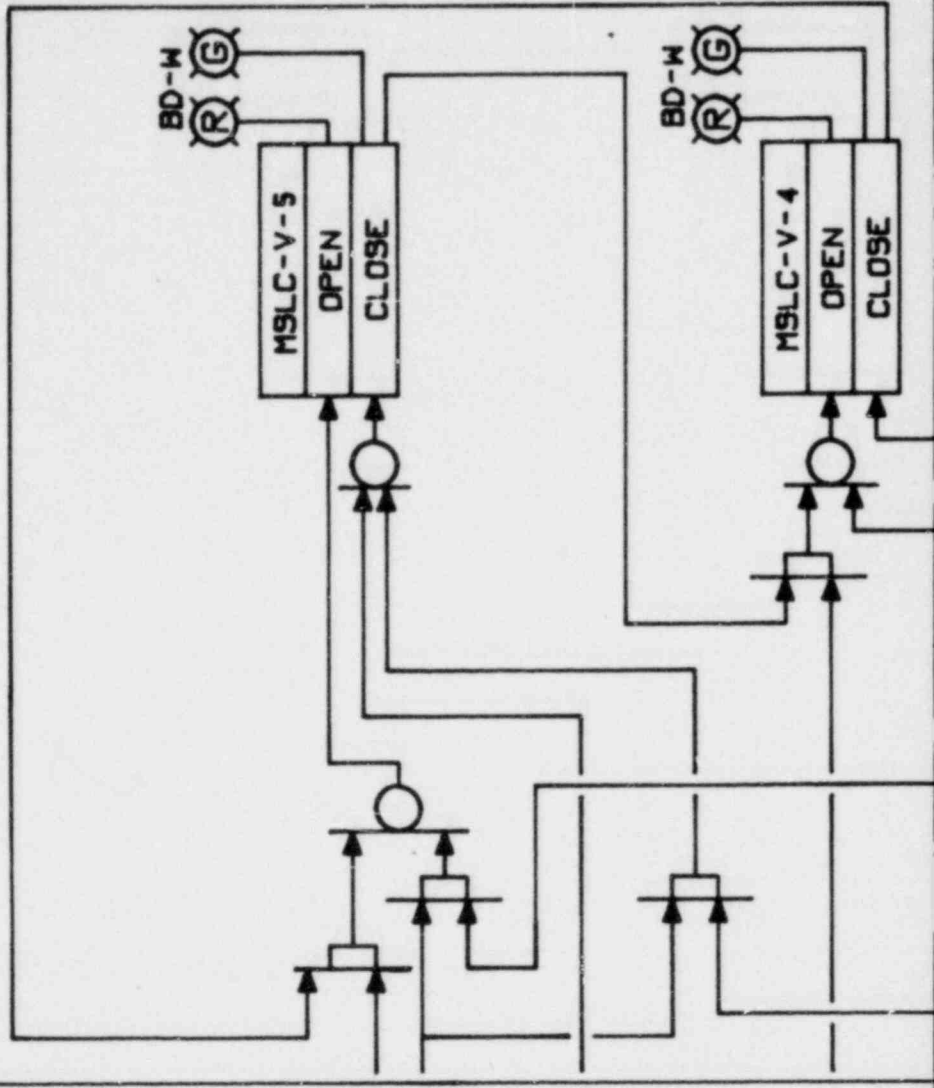 BD-W
G
R
MSLC-V-5
OPEN
CLOSE
BD-W
G
R
MSLC-V-4
OPEN
CLOSE